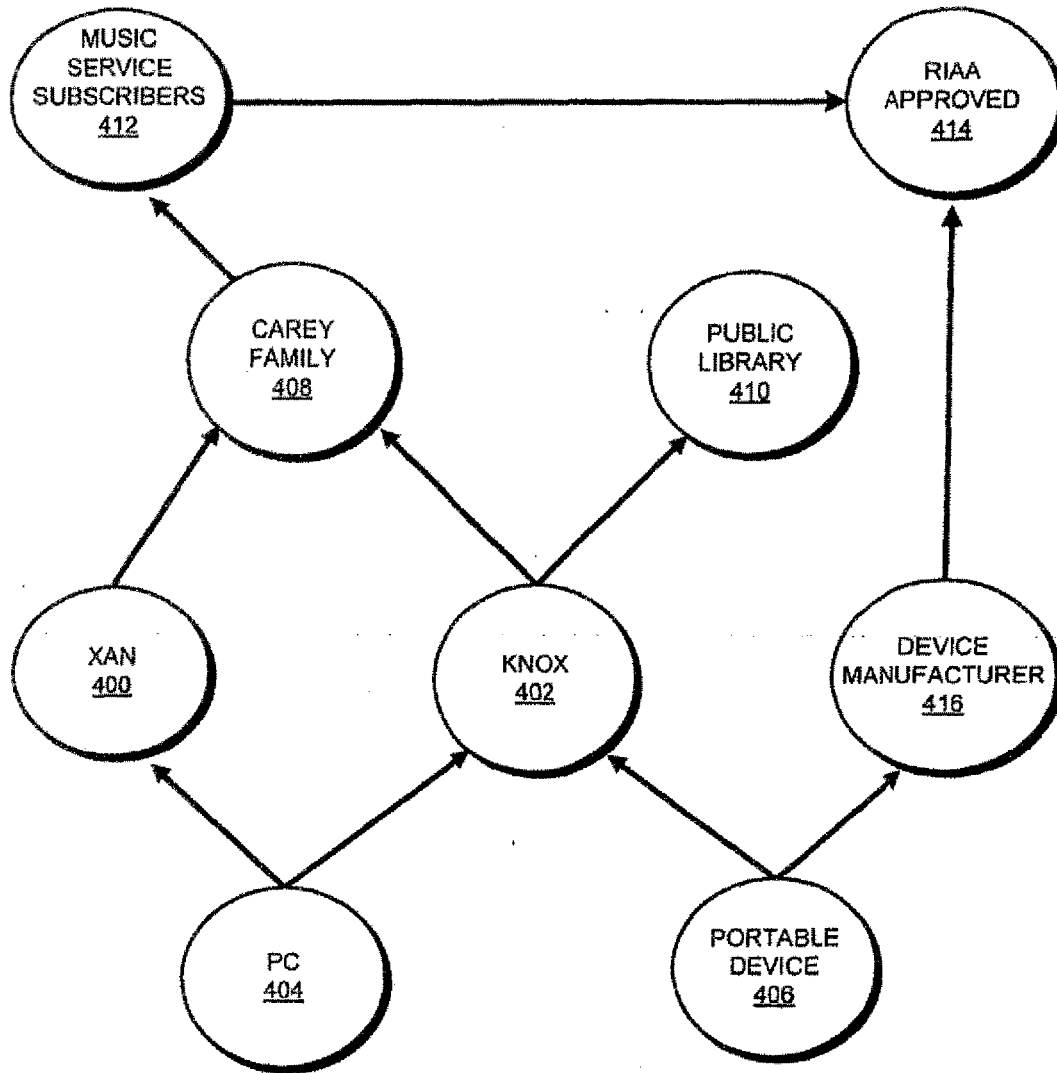 MUSIC
SERVICE
SUBSCRIBERS
412
RIAA
APPROVED
414
CAREY
FAMILY
408
PUBLIC
LIBRARY
410
XAN
400
KNOX
402
DEVICE
MANUFACTURER
416
PC
404
PORTABLE
DEVICE
406